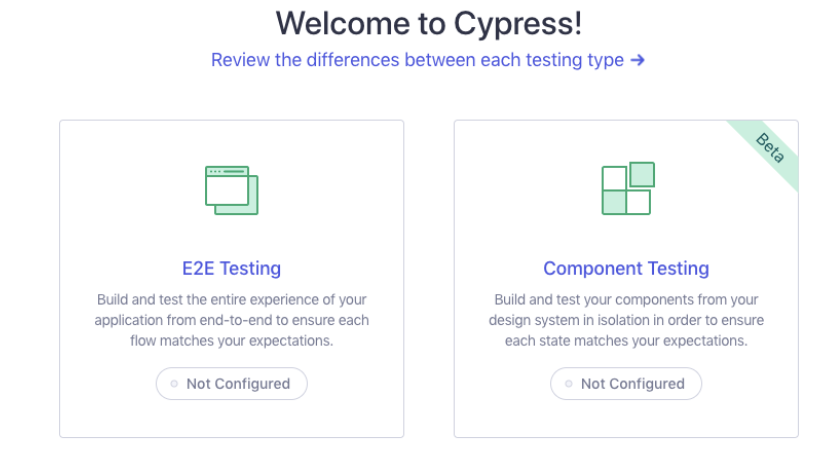 Welcome to Cypress!
Review the differences between each testing type →
Beta
E2E Testing
Build and test the entire experience of your
application from end-to-end to ensure each
flow matches your expectations.
Not Configured
Component Testing
Build and test your components from your
design system in isolation in order to ensure
each state matches your expectations.
Not Configured